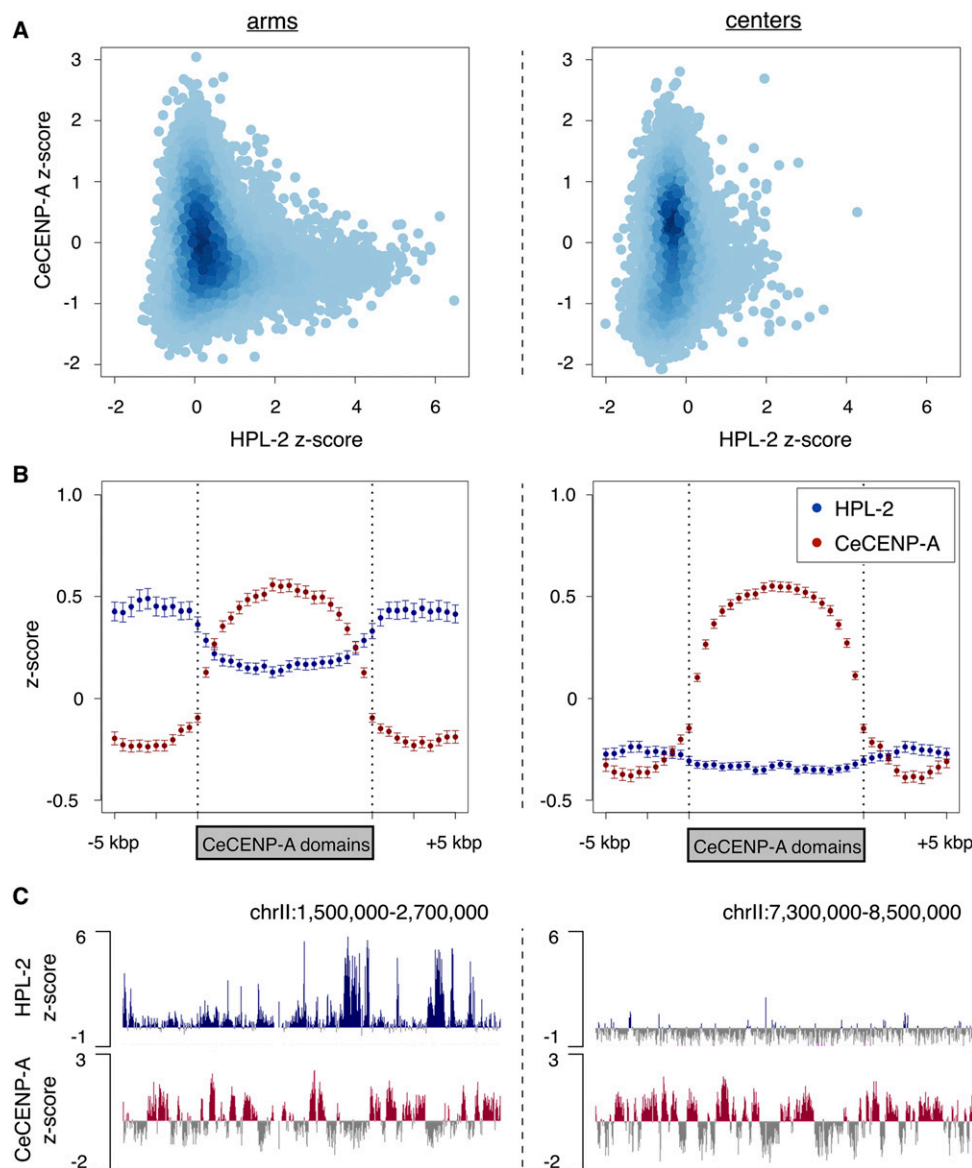 A
arms
centers
CeCENP-A z-score
3
2
1
0
-1
-2
-2 0 2 4 6
HPL-2 z-score
3
2
1
0
-1
-2
-2 0 2 4 6
HPL-2 z-score
B
z-score
1.0
0.5
0
-0.5
-5 kbp
CeCENP-A domains
+5 kbp
1.0
0.5
0
-0.5
HPL-2
CeCENP-A
-5 kbp
CeCENP-A domains
+5 kbp
C
chrII:1,500,000-2,700,000
chrII:7,300,000-8,500,000
HPL-2
z-score
6
-1
6
-1
CeCENP-A
z-score
3
-2
3
-2